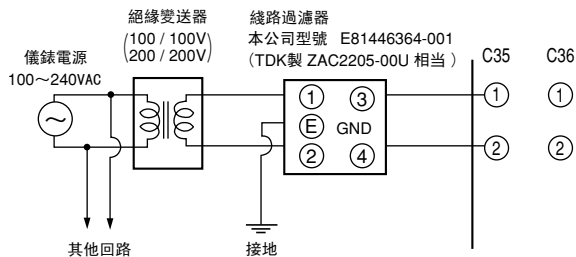 絕緣變送器
(100 / 100V)
(200 / 200V)
綫路過濾器
本公司型號 E81446364-001
（TDK製 ZAC2205-00U 相當 ）
儀錶電源
100～240VAC
C35
C36
①
③
①
①
Ⓔ
GND
②
④
②
②
其他回路
接地